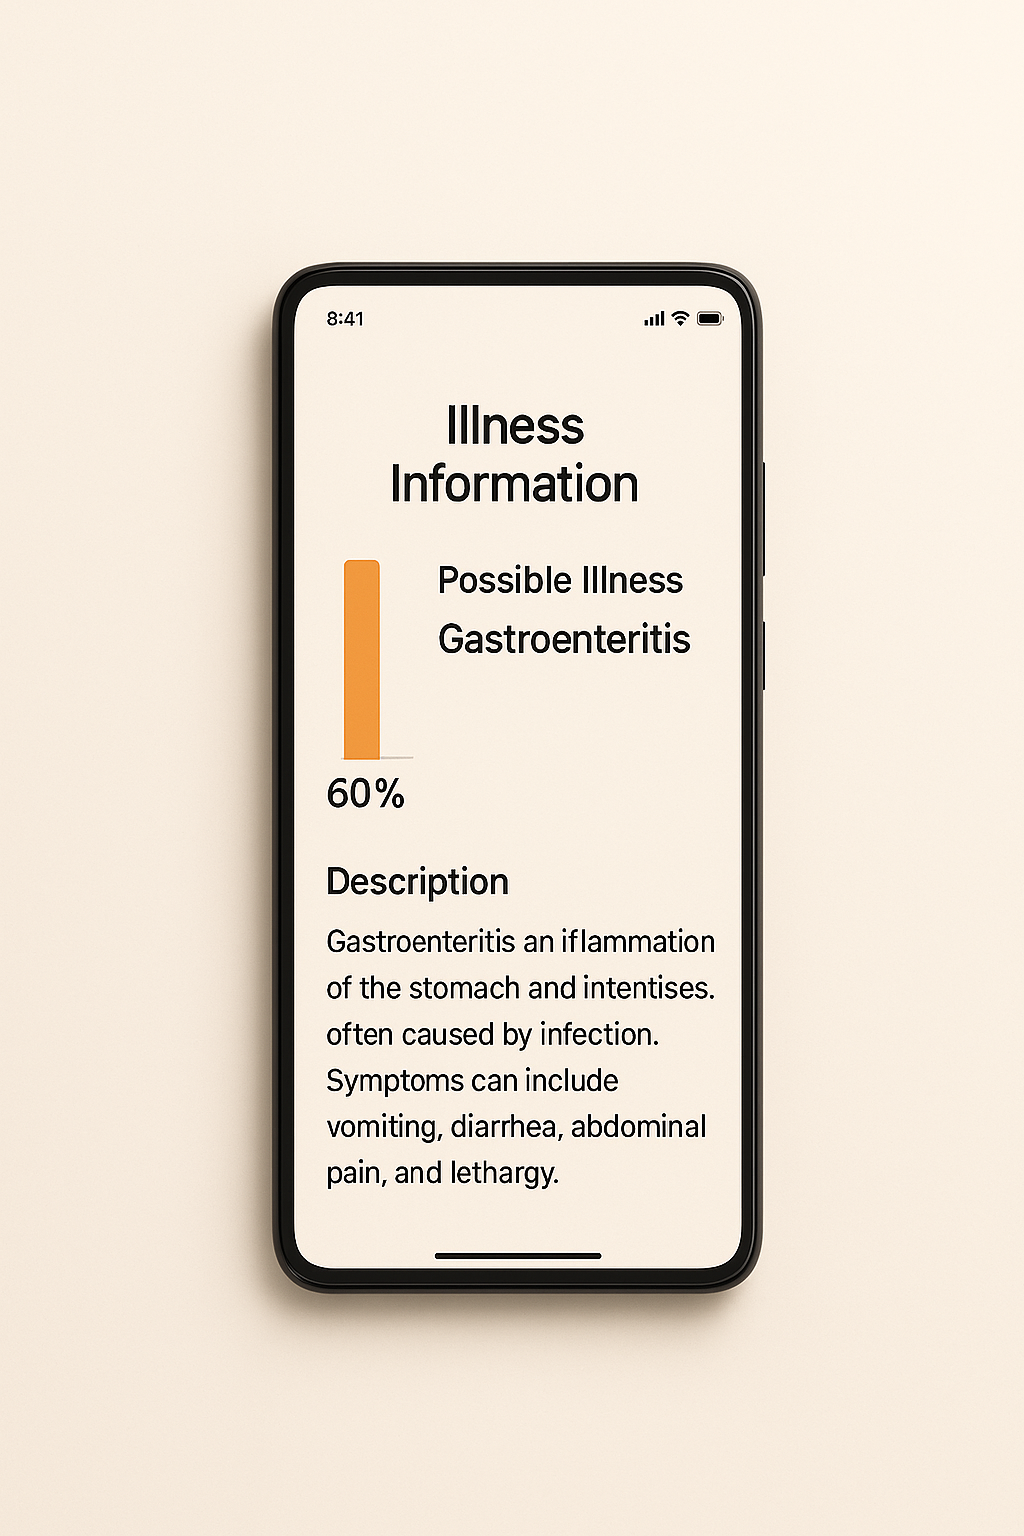 8:41
Illness
Information
Possible Illness
Gastroenteritis
60%
Description
Gastroenteritis an iflammation
of the stomach and intentises.
often caused by infection.
Symptoms can include
vomiting, diarrhea, abdominal
pain, and lethargy.